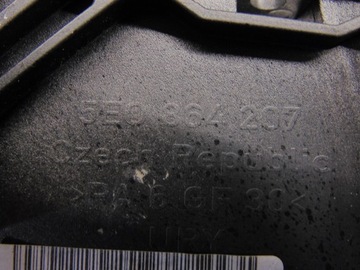 5E0 864 207
Czech Republic
>PA 6 GF 30<